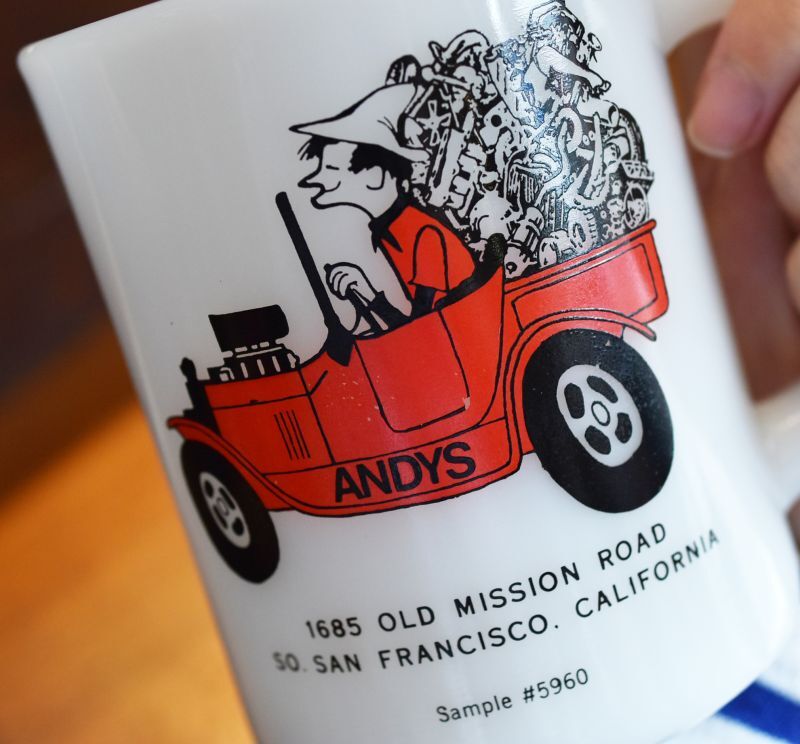 ANDYS
1685 OLD MISSION ROAD
SO. SAN FRANCISCO. CALIFORNIA
Sample #5960